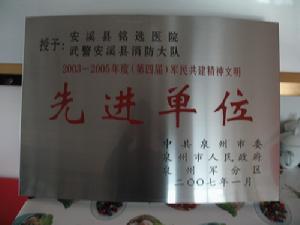 授予：安溪县铭选医院
武警安溪县消防大队
2003-2005年度（第四届）军民共建精神文明
先进单位
中共泉州市委
泉州市人民政府
泉州军分区
二〇〇七年一月